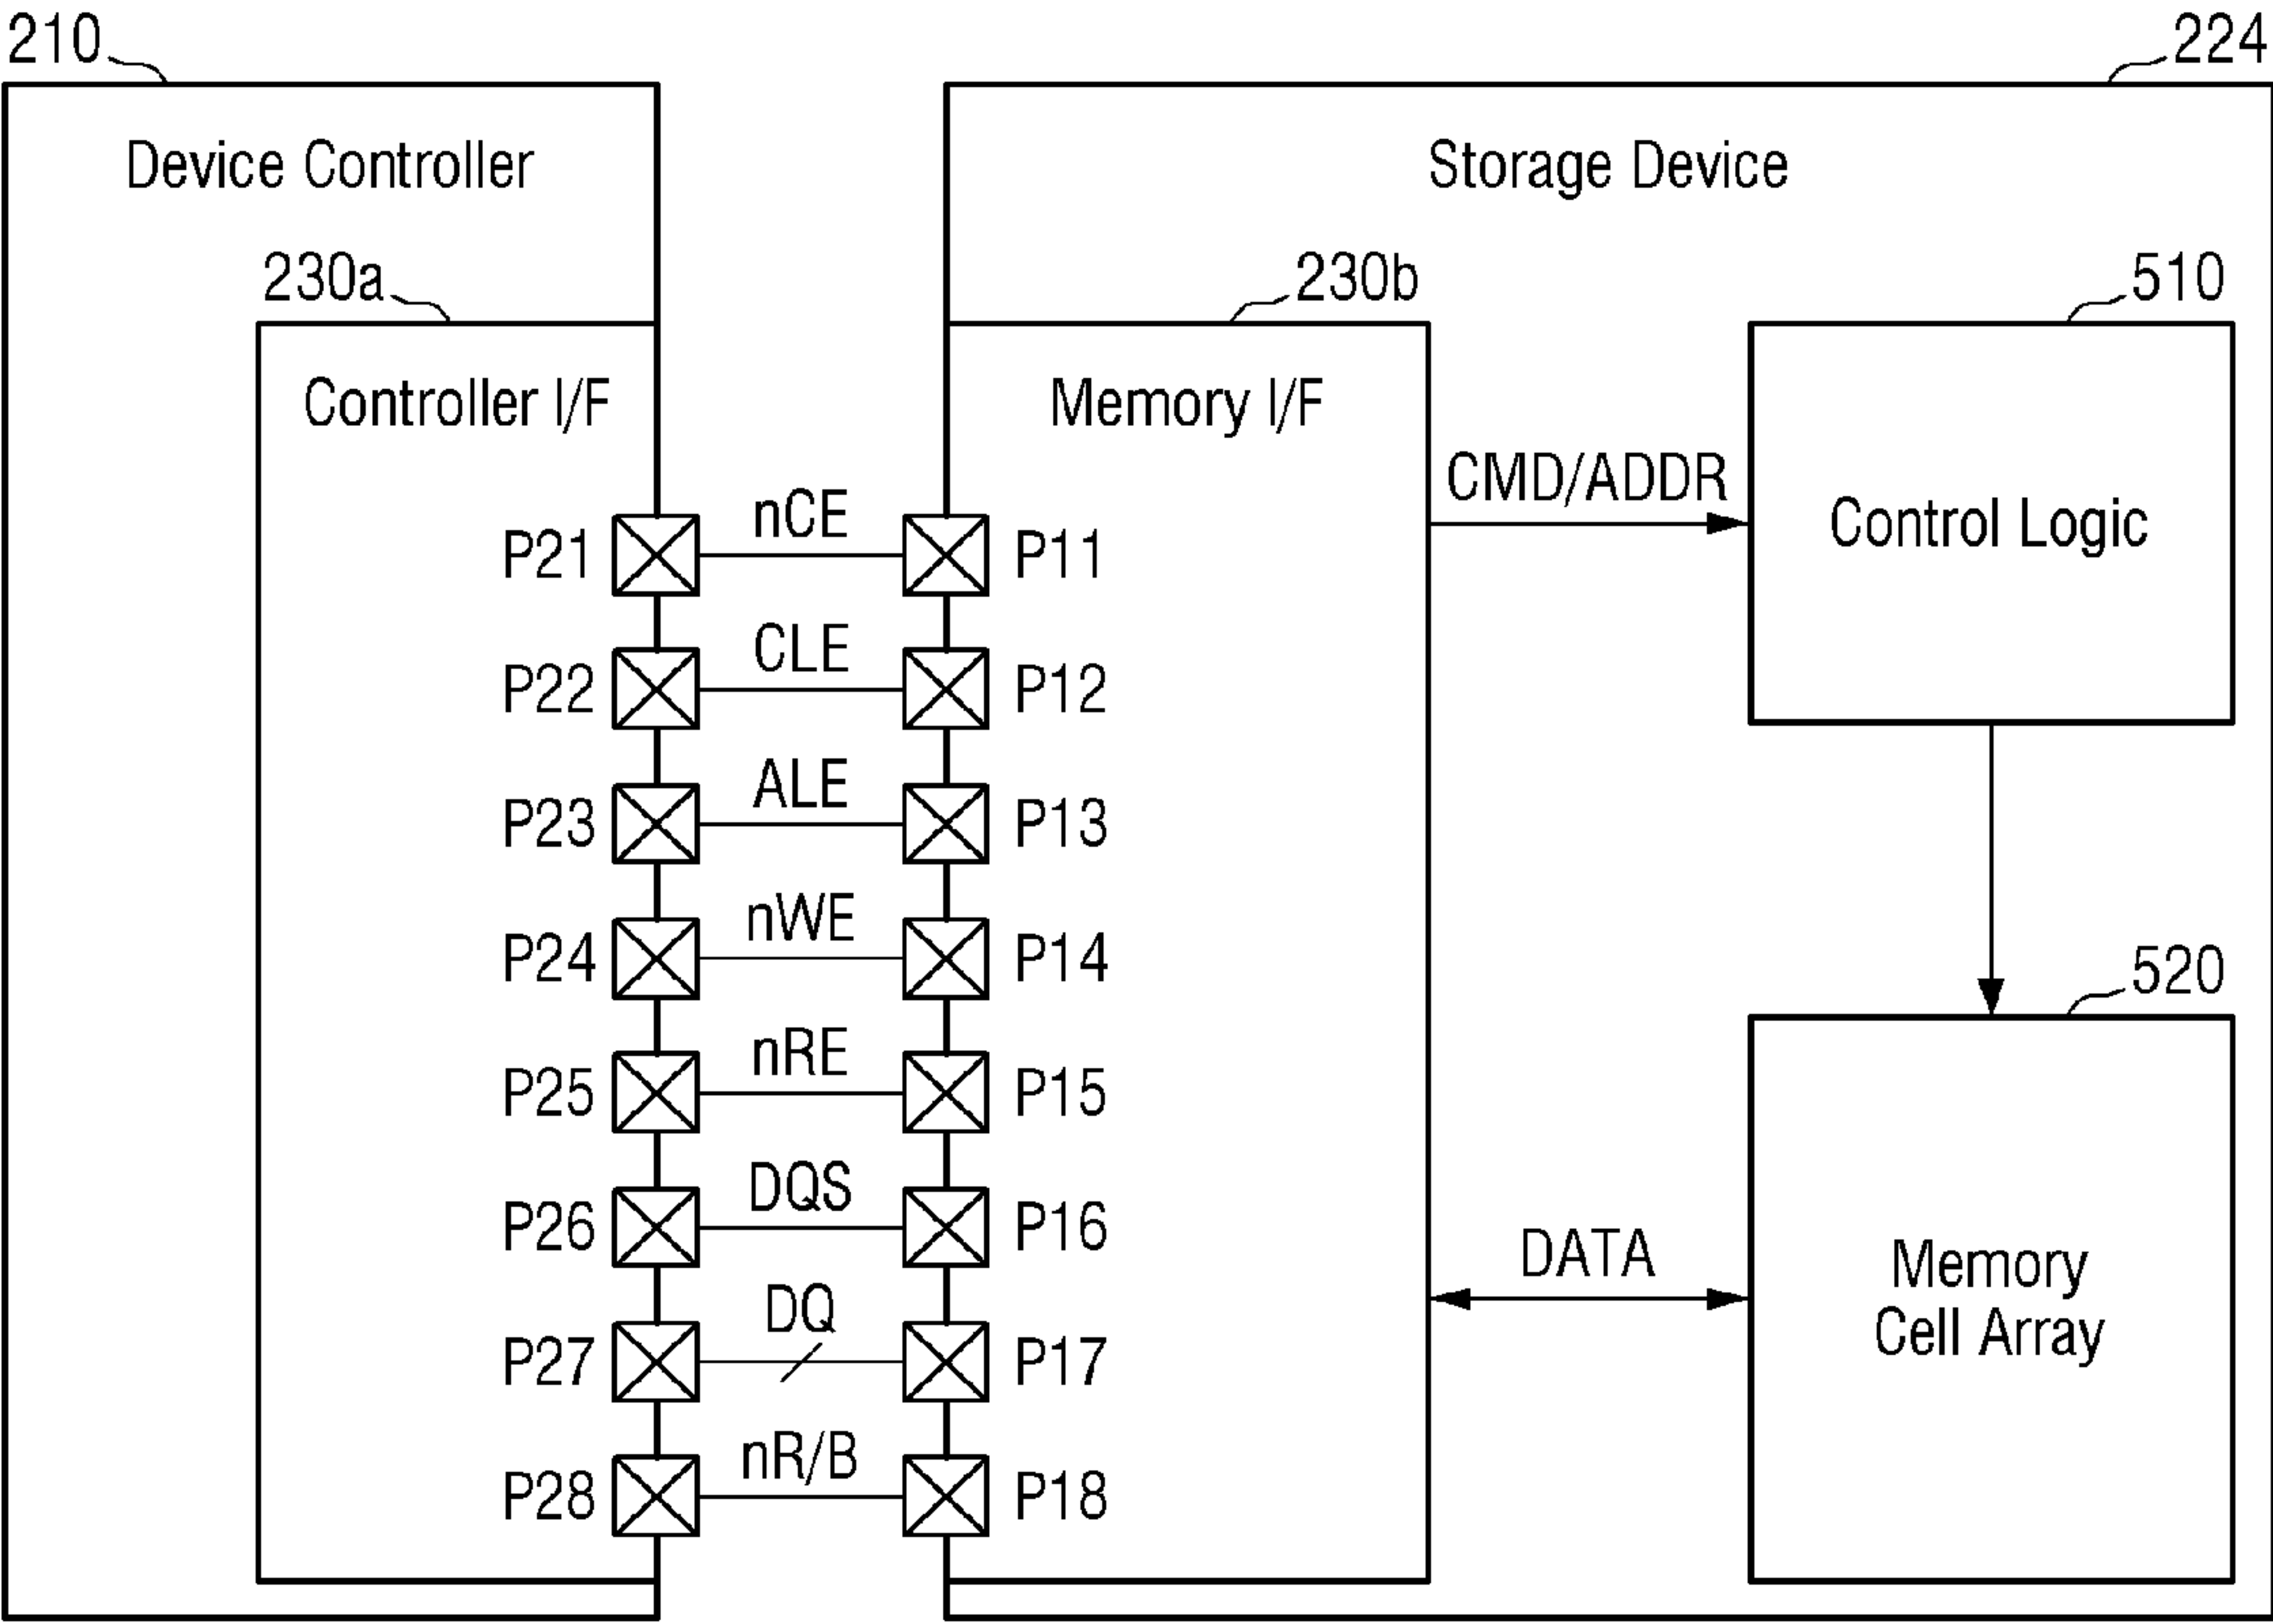 210
224
Device Controller
Storage Device
230a
230b
510
Controller I/F
Memory I/F
CMD/ADDR
Control Logic
P21 nCE P11
P22 CLE P12
P23 ALE P13
P24 nWE P14
520
P25 nRE P15
P26 DQS P16
DATA
Memory
Cell Array
P27 DQ P17
P28 nR/B P18